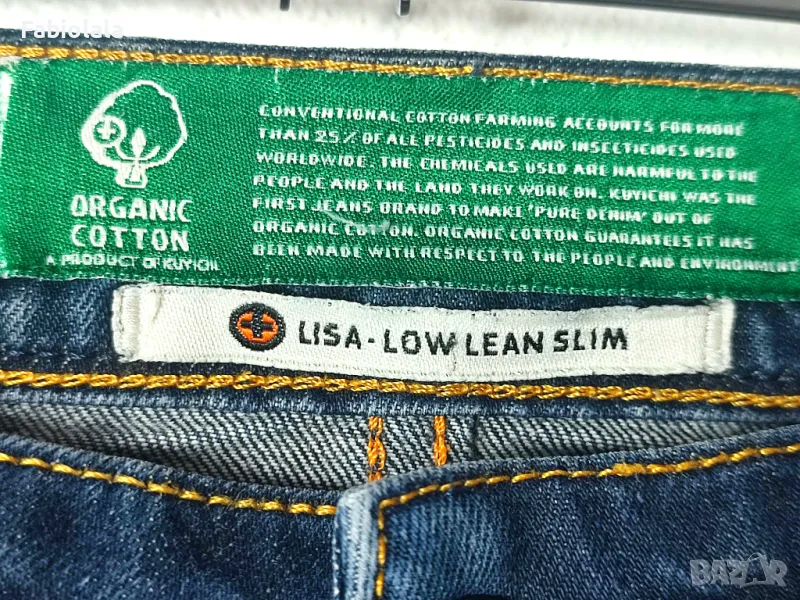 Fabiolala
ORGANIC
COTTON
A PRODUCT OF KUYICHI
CONVENTIONAL COTTON FARMING ACCOUNTS FOR MORE
THAN 25% OF ALL PESTICIDES AND INSECTICIDES USED
WORLDWIDE. THE CHEMICALS USED ARE HARMFUL TO THE
PEOPLE AND THE LAND THEY WORK ON. KUYICHI WAS THE
FIRST JEANS BRAND TO MAKE 'PURE DENIM' OUT OF
ORGANIC COTTON. ORGANIC COTTON GUARANTEES IT HAS
BEEN MADE WITH RESPECT TO THE PEOPLE AND ENVIRONMENT
LISA - LOW LEAN SLIM
BAZAR